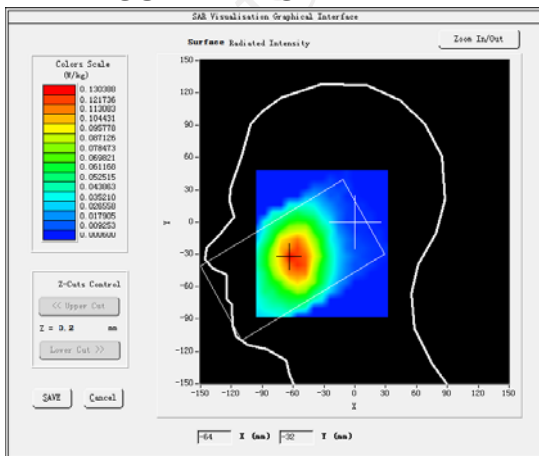 SAR Visualisation Graphical Interface
Surface Radiated Intensity
Zoom In/Out
Colors Scale
(W/kg)
0.130388
0.121736
0.113083
0.104431
0.095778
0.087126
0.078473
0.069821
0.061168
0.052515
0.043863
0.035210
0.026558
0.017905
0.009253
0.000600
Z-Cuts Control
<< Upper Cut
Z = 3.2 mm
Lower Cut >>
SAVE
Cancel
150
120
90
60
30
0
-30
-60
-90
-120
-150
Y
-150 -120 -90 -60 -30 0 30 60 90 120 150
X
-64 X (mm) -32 Y (mm)